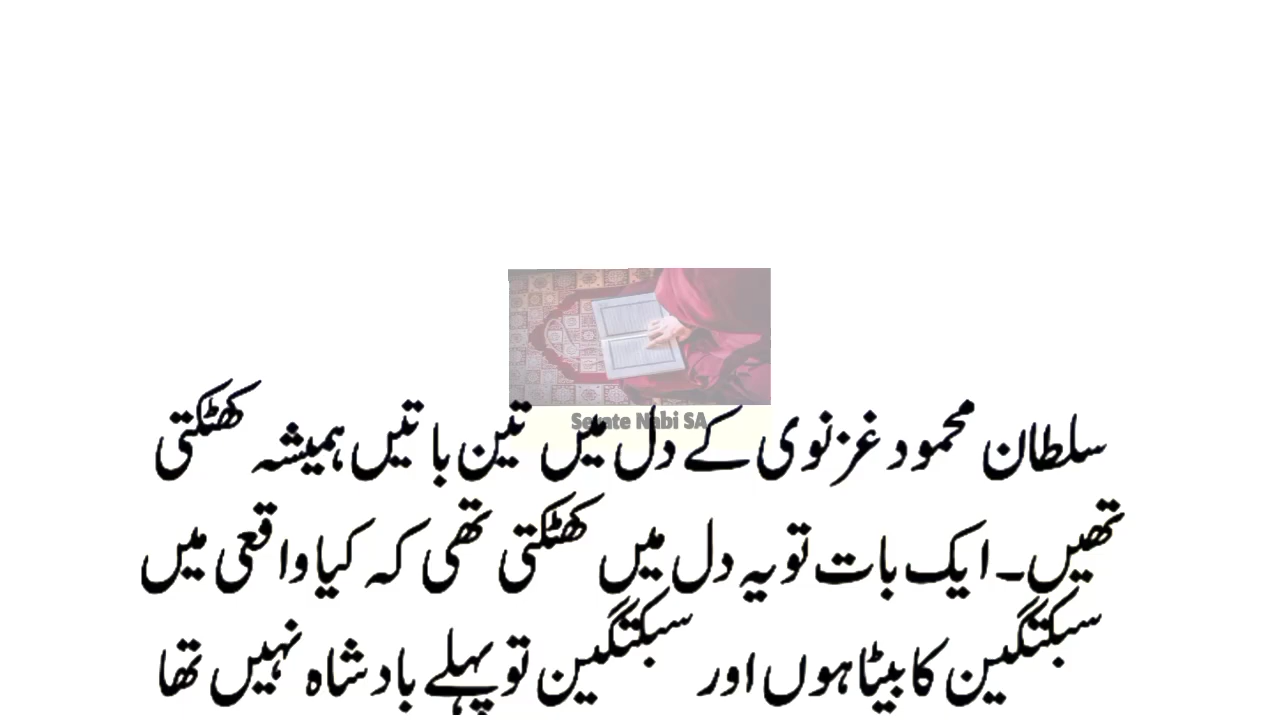 Serate Nabi SA
سلطان محمود غزنوی کے دل میں تین باتیں ہمیشہ کھٹکتی
تھیں۔ ایک بات تو یہ دل میں کھٹکتی تھی کہ کیا واقعی میں
سبکتگین کا بیٹا ہوں اور سبکتگین تو پہلے بادشاہ نہیں تھا